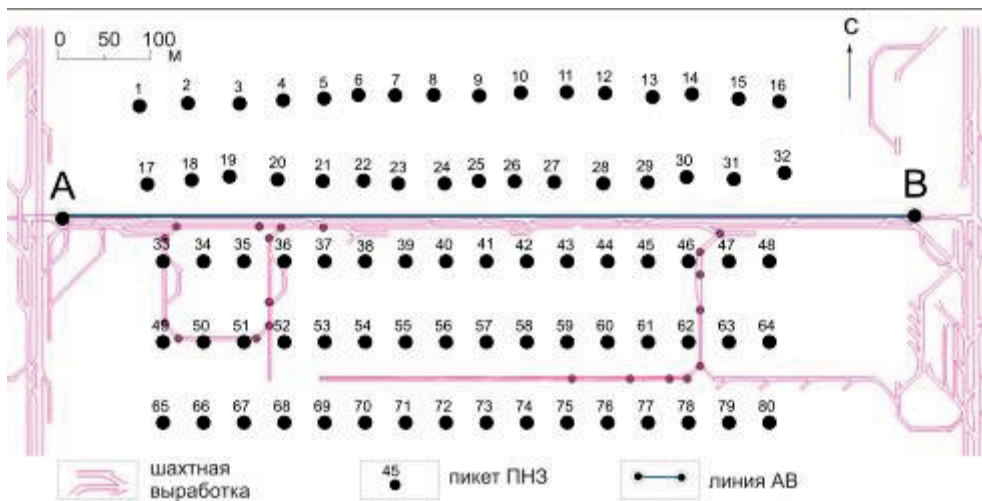 0 50 100
М
С
1 2 3 4 5 6 7 8 9 10 11 12 13 14 15 16
17 18 19 20 21 22 23 24 25 26 27 28 29 30 31 32
А В
33 34 35 36 37 38 39 40 41 42 43 44 45 46 47 48
49 50 51 52 53 54 55 56 57 58 59 60 61 62 63 64
65 66 67 68 69 70 71 72 73 74 75 76 77 78 79 80
шахтная
выработка
45
пикет ПНЗ
линия АВ